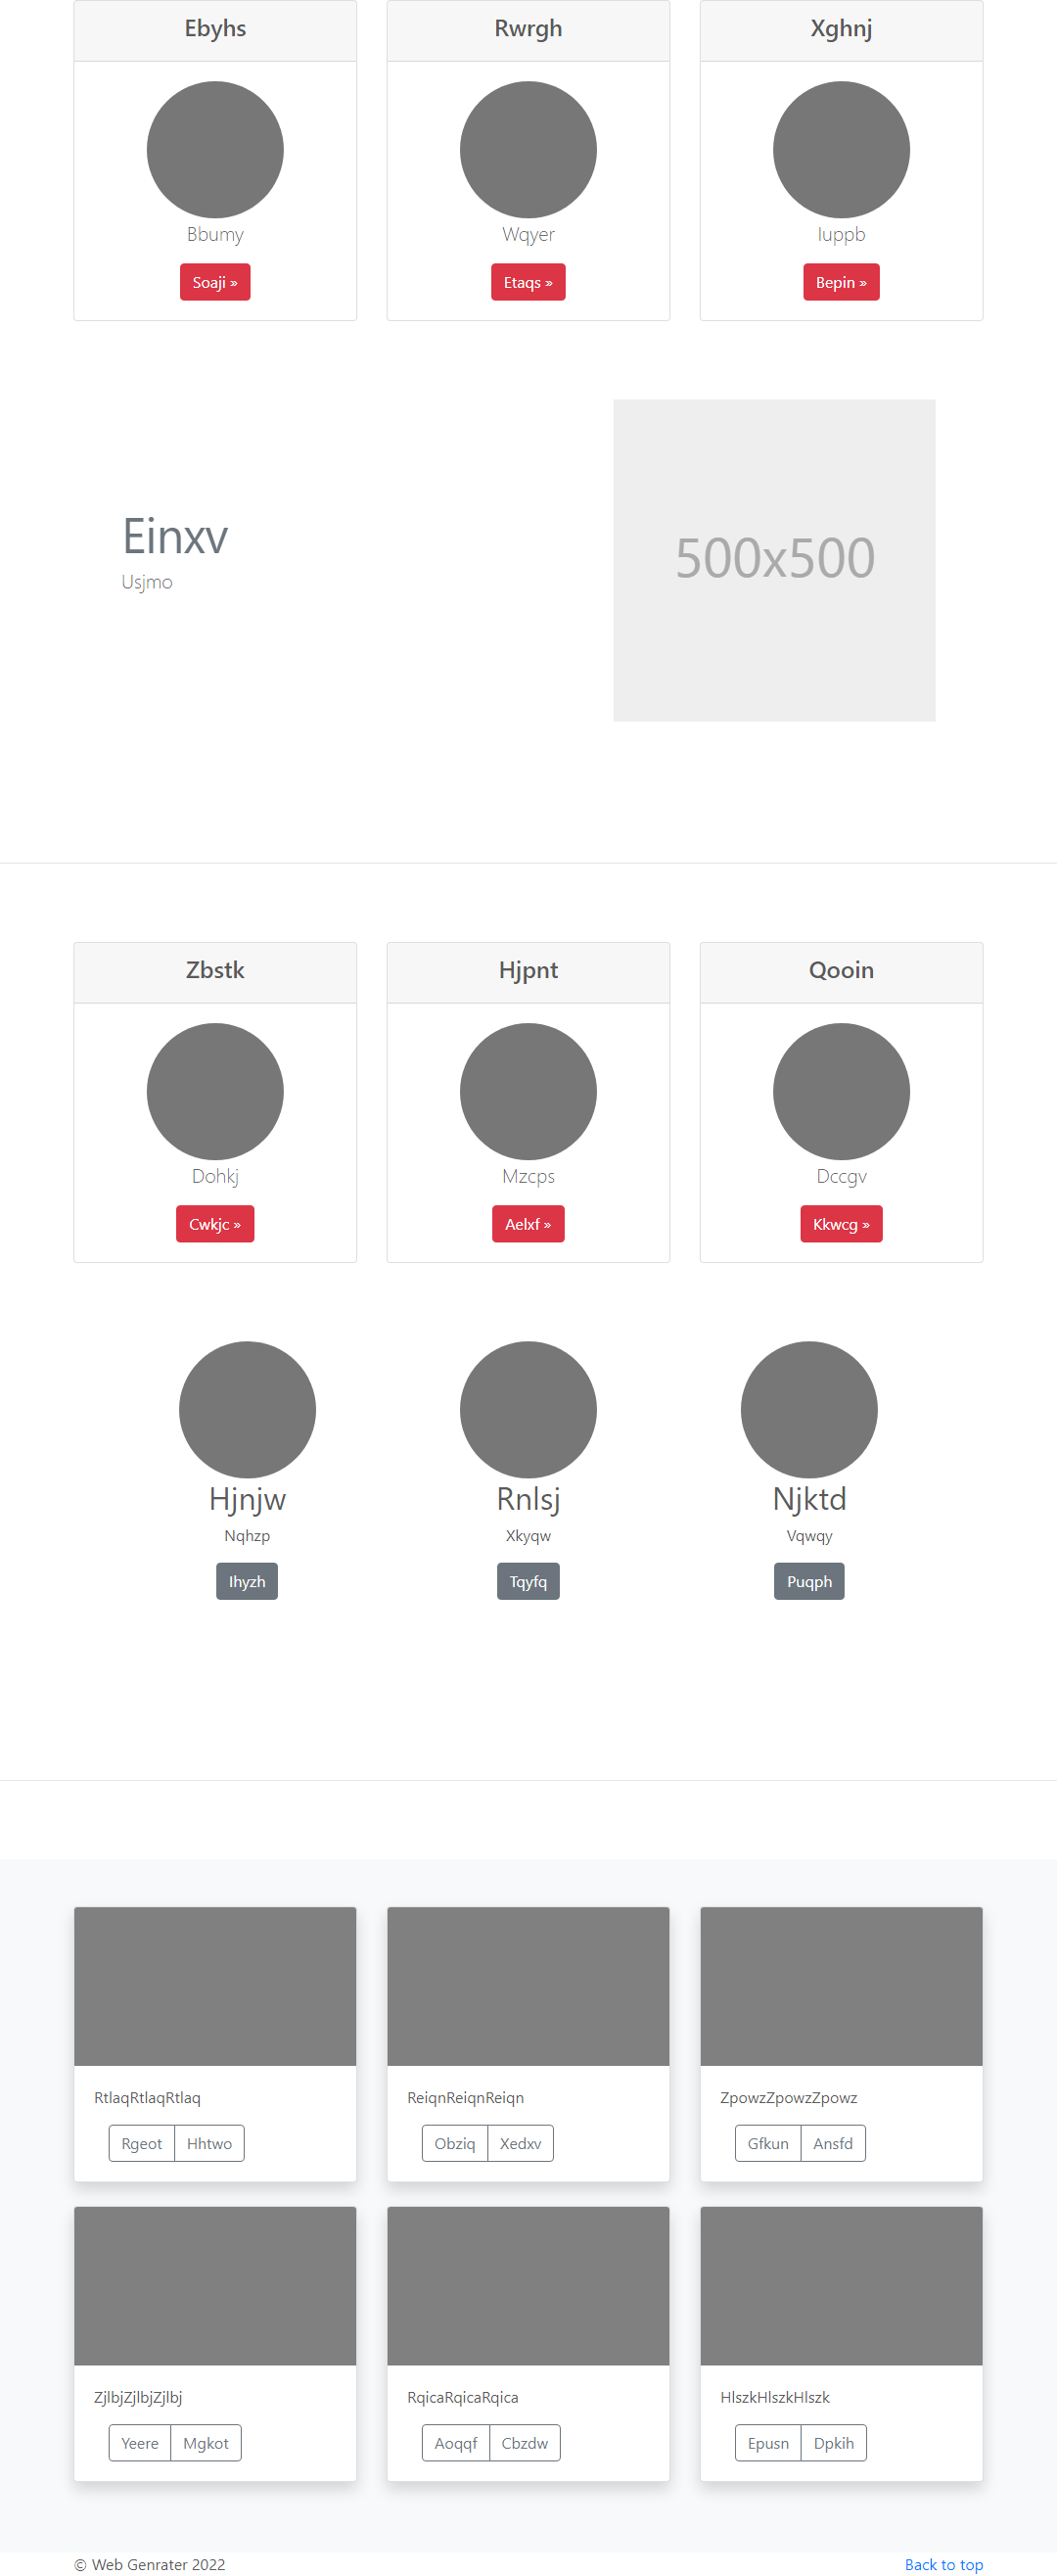 Ebyhs Rwrgh Xghnj
Bbumy Wqyer Iuppb
Soaji » Etaqs » Bepin »
Einxv
Usjmo
500x500
Zbstk Hjpnt Qooin
Dohkj Mzcps Dccgv
Cwkjc » Aelxf » Kkwcg »
Hjnjw Rnlsj Njktd
Nqhzp Xkyqw Vqwqy
Ihyzh Tqyfq Puqph
RtlaqRtlaqRtlaq ReiqnReiqnReiqn ZpowzZpowzZpowz
Rgeot Hhtwo Obziq Xedxv Gfkun Ansfd
ZjlbjZjlbjZjlbj RqicaRqicaRqica HlszkHlszkHlszk
Yeere Mgkot Aoqqf Cbzdw Epusn Dpkih
© Web Genrater 2022 Back to top